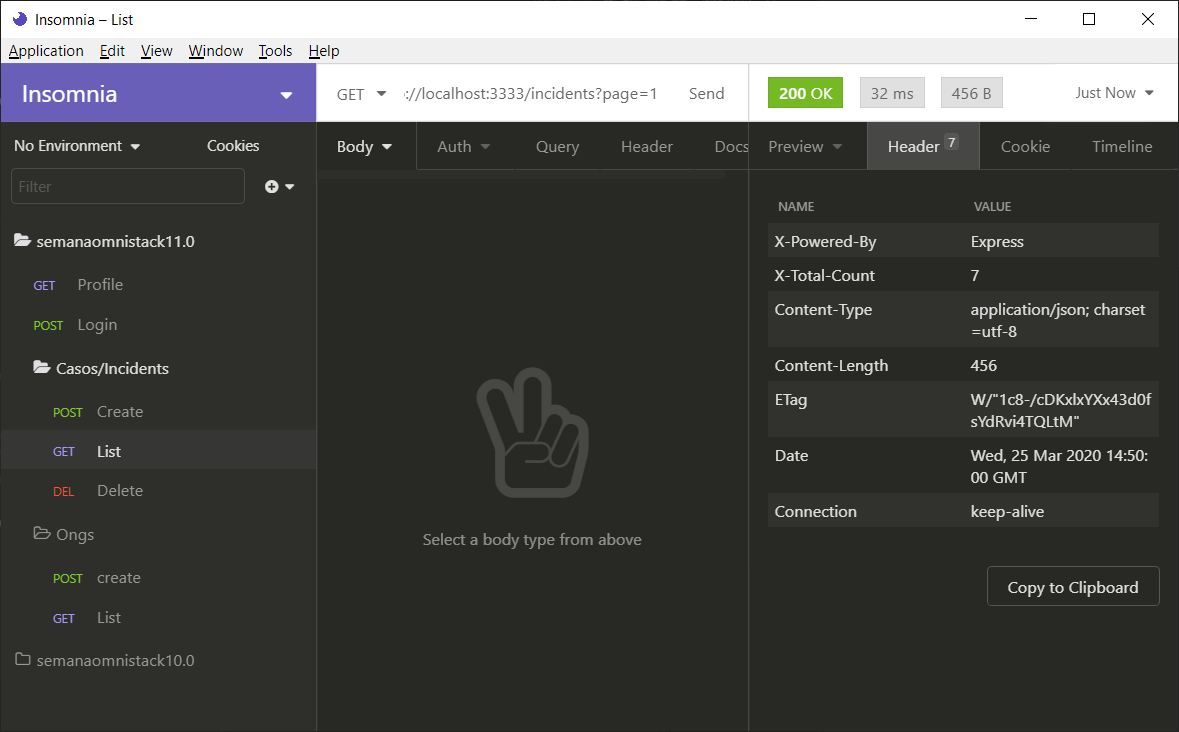 Insomnia – List
Application Edit View Window Tools Help
Insomnia
GET ://localhost:3333/incidents?page=1 Send
200 OK 32 ms 456 B Just Now
No Environment Cookies
Body Auth Query Header Docs
Preview Header 7 Cookie Timeline
Filter
semanaomnistack11.0
GET Profile
POST Login
Casos/Incidents
POST Create
GET List
DEL Delete
Ongs
POST create
GET List
semanaomnistack10.0
Select a body type from above
NAME VALUE
X-Powered-By Express
X-Total-Count 7
Content-Type application/json; charset
=utf-8
Content-Length 456
ETag W/"1c8-/cDKxlxYXx43d0f
sYdRvi4TQLtM"
Date Wed, 25 Mar 2020 14:50:
00 GMT
Connection keep-alive
Copy to Clipboard